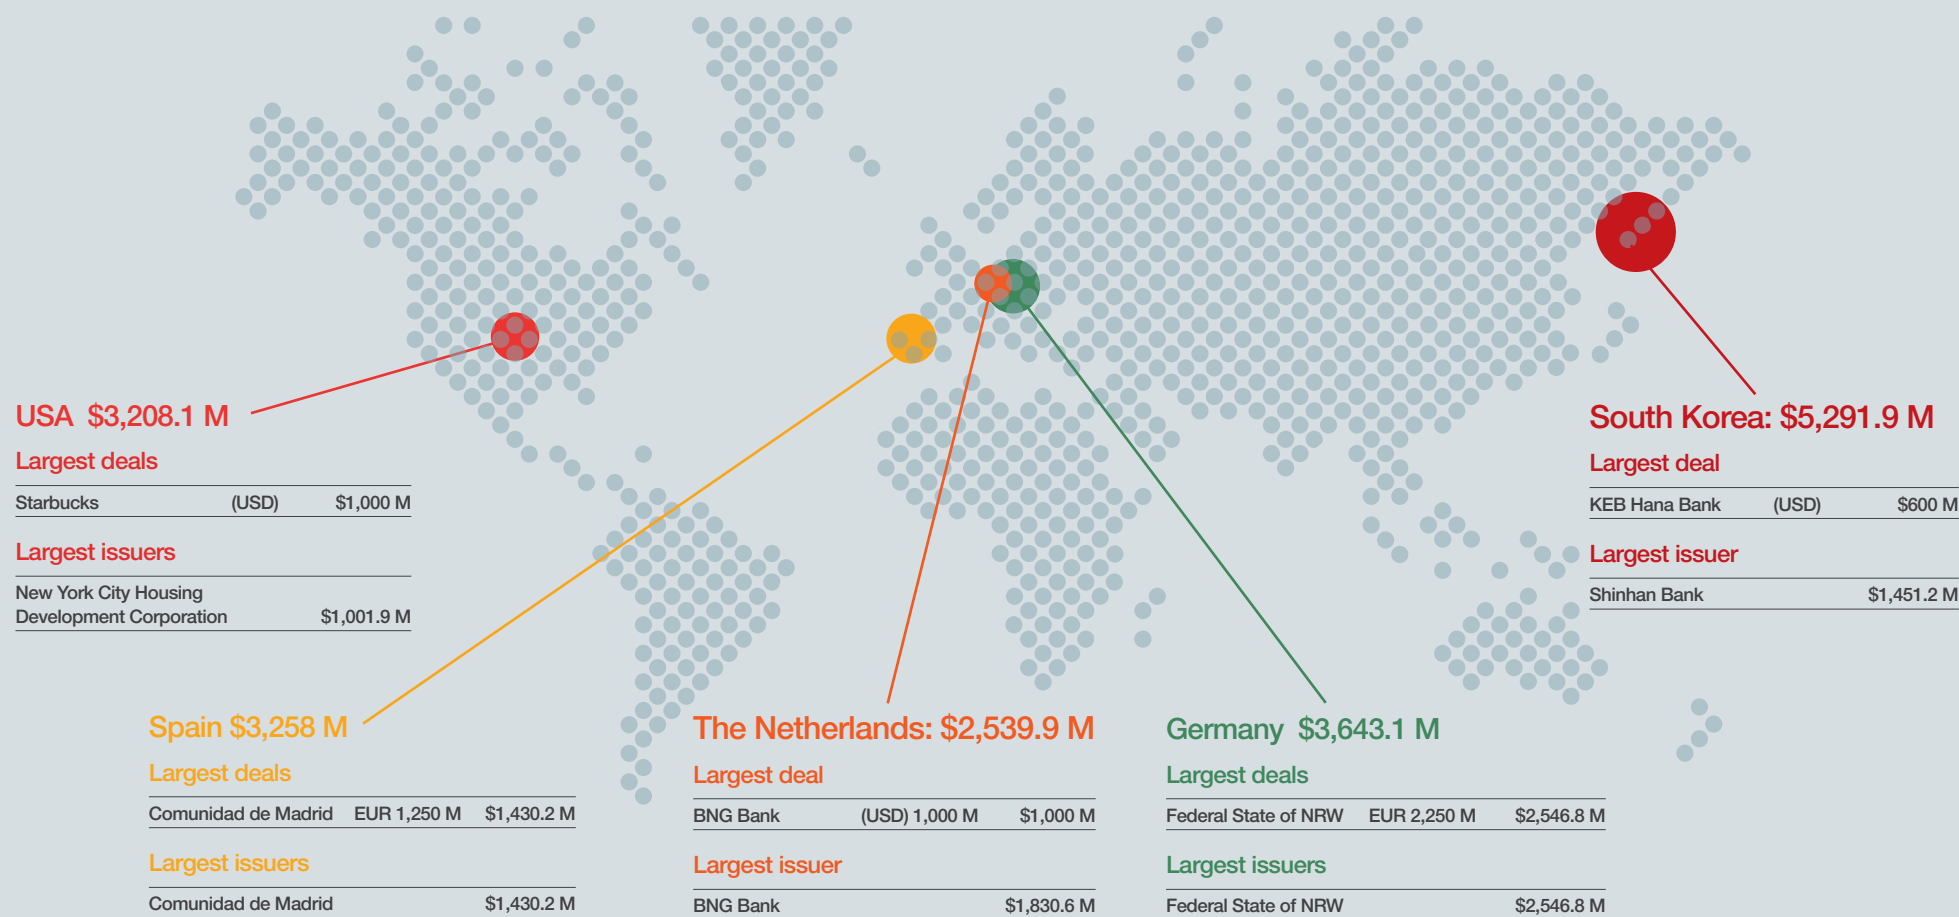 USA $3,208.1 M
Largest deals
Starbucks (USD) $1,000 M
Largest issuers
New York City Housing
Development Corporation $1,001.9 M
South Korea: $5,291.9 M
Largest deal
KEB Hana Bank (USD) $600 M
Largest issuer
Shinhan Bank $1,451.2 M
Spain $3,258 M
Largest deals
Comunidad de Madrid EUR 1,250 M $1,430.2 M
Largest issuers
Comunidad de Madrid $1,430.2 M
The Netherlands: $2,539.9 M
Largest deal
BNG Bank (USD) 1,000 M $1,000 M
Largest issuer
BNG Bank $1,830.6 M
Germany $3,643.1 M
Largest deals
Federal State of NRW EUR 2,250 M $2,546.8 M
Largest issuers
Federal State of NRW $2,546.8 M